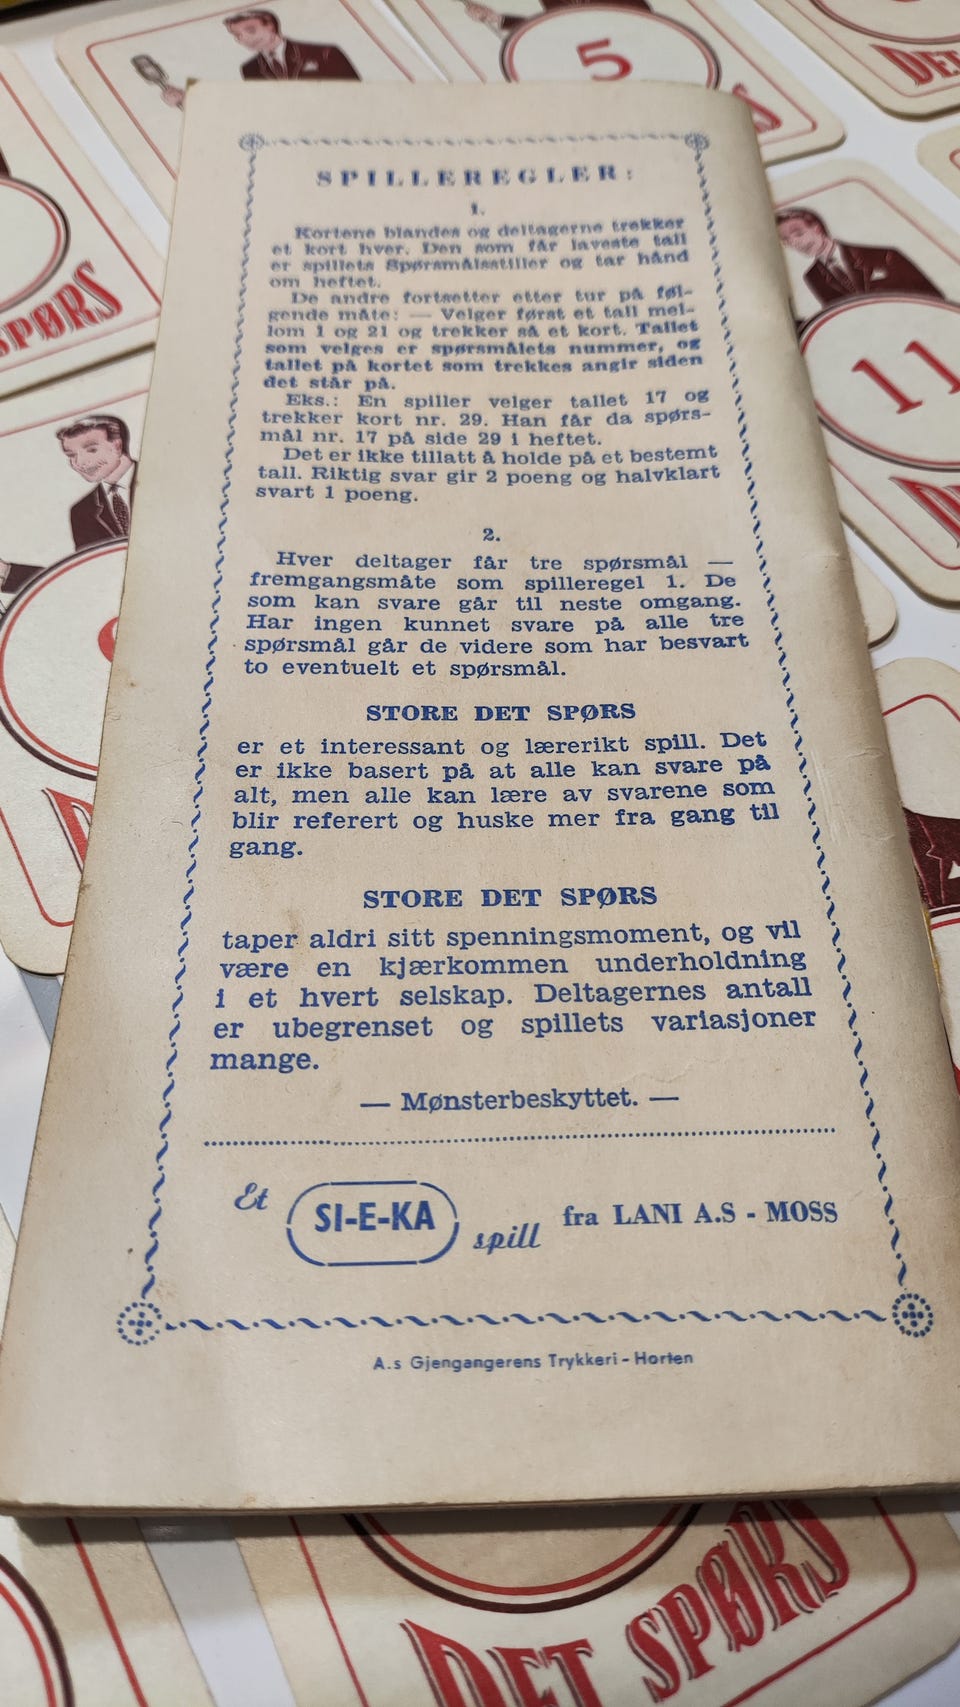 5
DET
SPØRS
11
SPILLEREGLER:
1.
Kortene blandes og deltagerne trekker
et kort hver. Den som får laveste tall
er spillets Spørsmålsstiller og tar hånd
om heftet.
De andre fortsetter etter tur på føl-
gende måte: — Velger først et tall mel-
lom 1 og 21 og trekker så et kort. Tallet
som velges er spørsmålets nummer, og
tallet på kortet som trekkes angir siden
det står på.
Eks.: En spiller velger tallet 17 og
trekker kort nr. 29. Han får da spørs-
mål nr. 17 på side 29 i heftet.
Det er ikke tillatt å holde på et bestemt
tall. Riktig svar gir 2 poeng og halvklart
svart 1 poeng.
2.
Hver deltager får tre spørsmål —
fremgangsmåte som spilleregel 1. De
som kan svare går til neste omgang.
Har ingen kunnet svare på alle tre
spørsmål går de videre som har besvart
to eventuelt et spørsmål.
STORE DET SPØRS
er et interessant og lærerikt spill. Det
er ikke basert på at alle kan svare på
alt, men alle kan lære av svarene som
blir referert og huske mer fra gang til
gang.
STORE DET SPØRS
taper aldri sitt spenningsmoment, og vil
være en kjærkommen underholdning
i et hvert selskap. Deltagernes antall
er ubegrenset og spillets variasjoner
mange.
— Mønsterbeskyttet. —
Et SI-E-KA spill fra LANI A.S - MOSS
A.s Gjengangerens Trykkeri - Horten
DET SPØRS